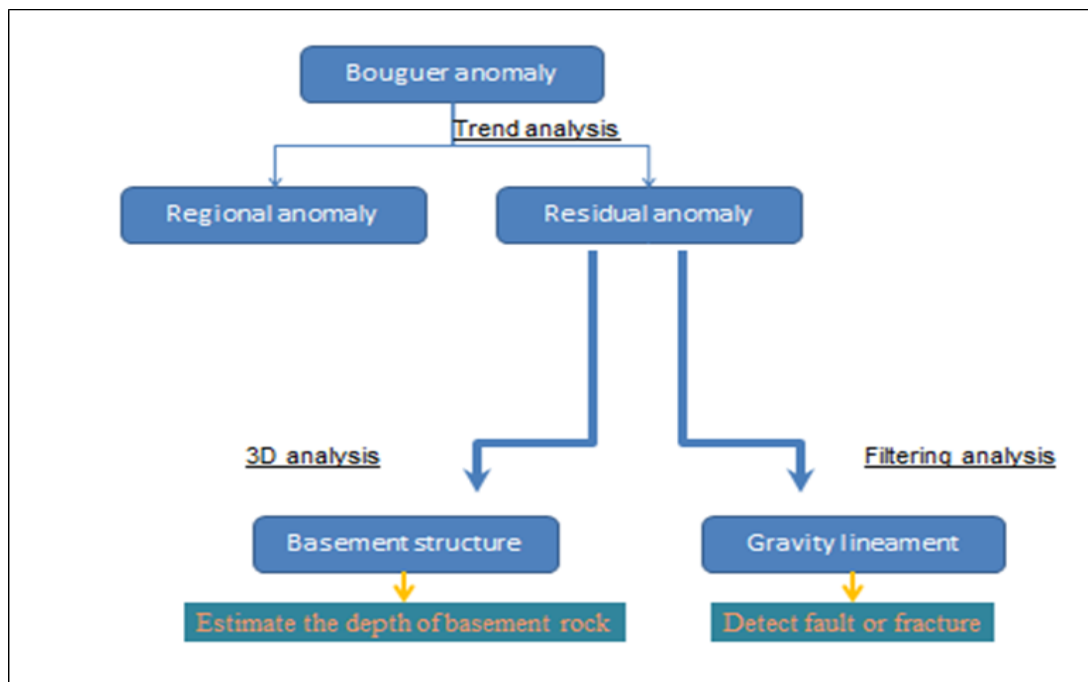 Bouguer anomaly
Trend analysis
Regional anomaly
Residual anomaly
3D analysis
Filtering analysis
Basement structure
Gravity lineament
Estimate the depth of basement rock
Detect fault or fracture